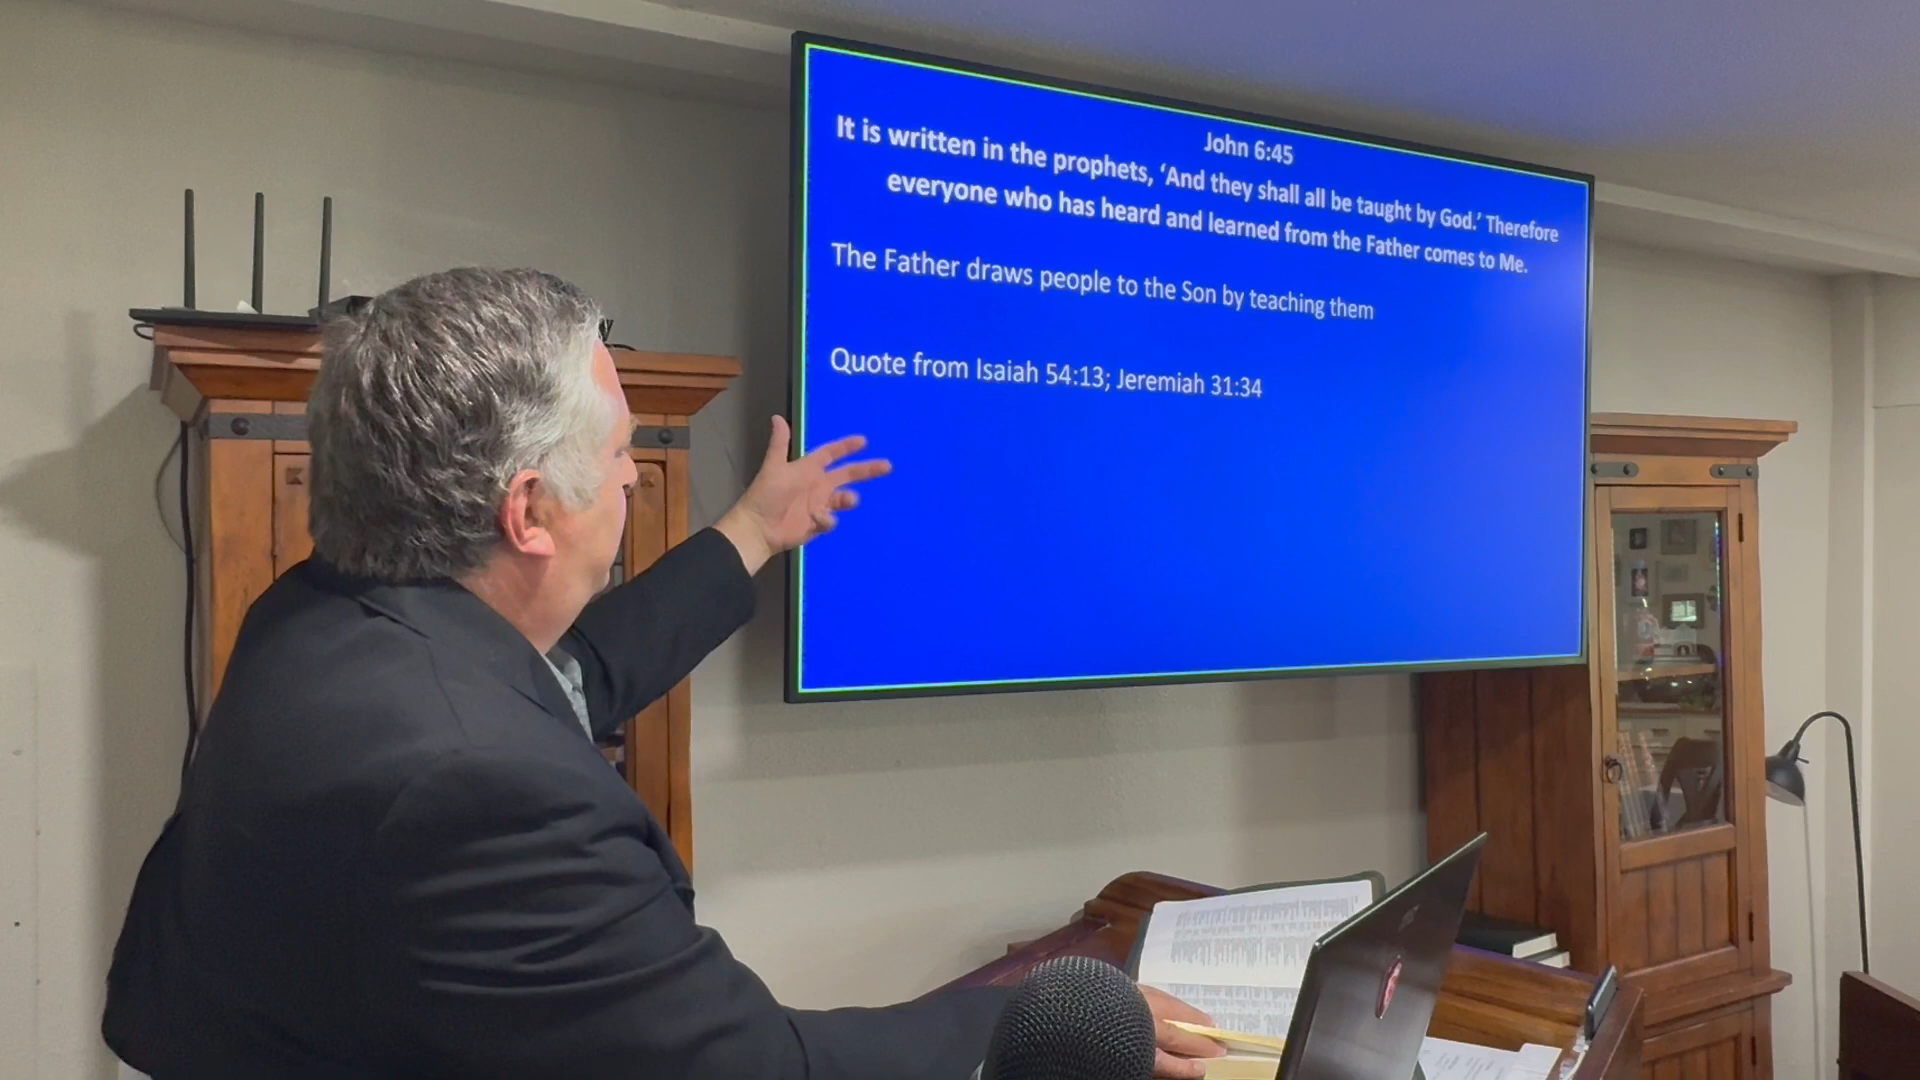 John 6:45
It is written in the prophets, ‘And they shall all be taught by God.’ Therefore
everyone who has heard and learned from the Father comes to Me.
The Father draws people to the Son by teaching them
Quote from Isaiah 54:13; Jeremiah 31:34